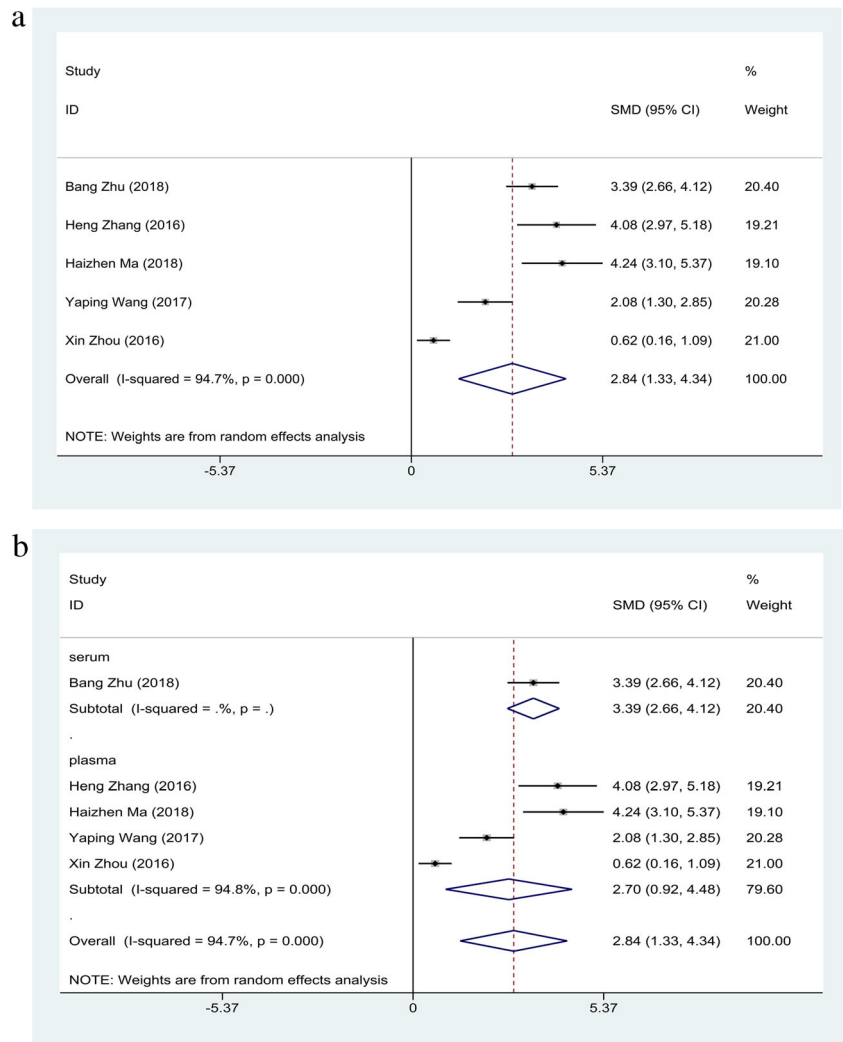 a
Study %
ID SMD (95% CI) Weight
Bang Zhu (2018) 3.39 (2.66, 4.12) 20.40
Heng Zhang (2016) 4.08 (2.97, 5.18) 19.21
Haizhen Ma (2018) 4.24 (3.10, 5.37) 19.10
Yaping Wang (2017) 2.08 (1.30, 2.85) 20.28
Xin Zhou (2016) 0.62 (0.16, 1.09) 21.00
Overall (I-squared = 94.7%, p = 0.000) 2.84 (1.33, 4.34) 100.00
NOTE: Weights are from random effects analysis
-5.37 0 5.37
b
Study %
ID SMD (95% CI) Weight
serum
Bang Zhu (2018) 3.39 (2.66, 4.12) 20.40
Subtotal (I-squared = .%, p = .) 3.39 (2.66, 4.12) 20.40
.
plasma
Heng Zhang (2016) 4.08 (2.97, 5.18) 19.21
Haizhen Ma (2018) 4.24 (3.10, 5.37) 19.10
Yaping Wang (2017) 2.08 (1.30, 2.85) 20.28
Xin Zhou (2016) 0.62 (0.16, 1.09) 21.00
Subtotal (I-squared = 94.8%, p = 0.000) 2.70 (0.92, 4.48) 79.60
.
Overall (I-squared = 94.7%, p = 0.000) 2.84 (1.33, 4.34) 100.00
NOTE: Weights are from random effects analysis
-5.37 0 5.37